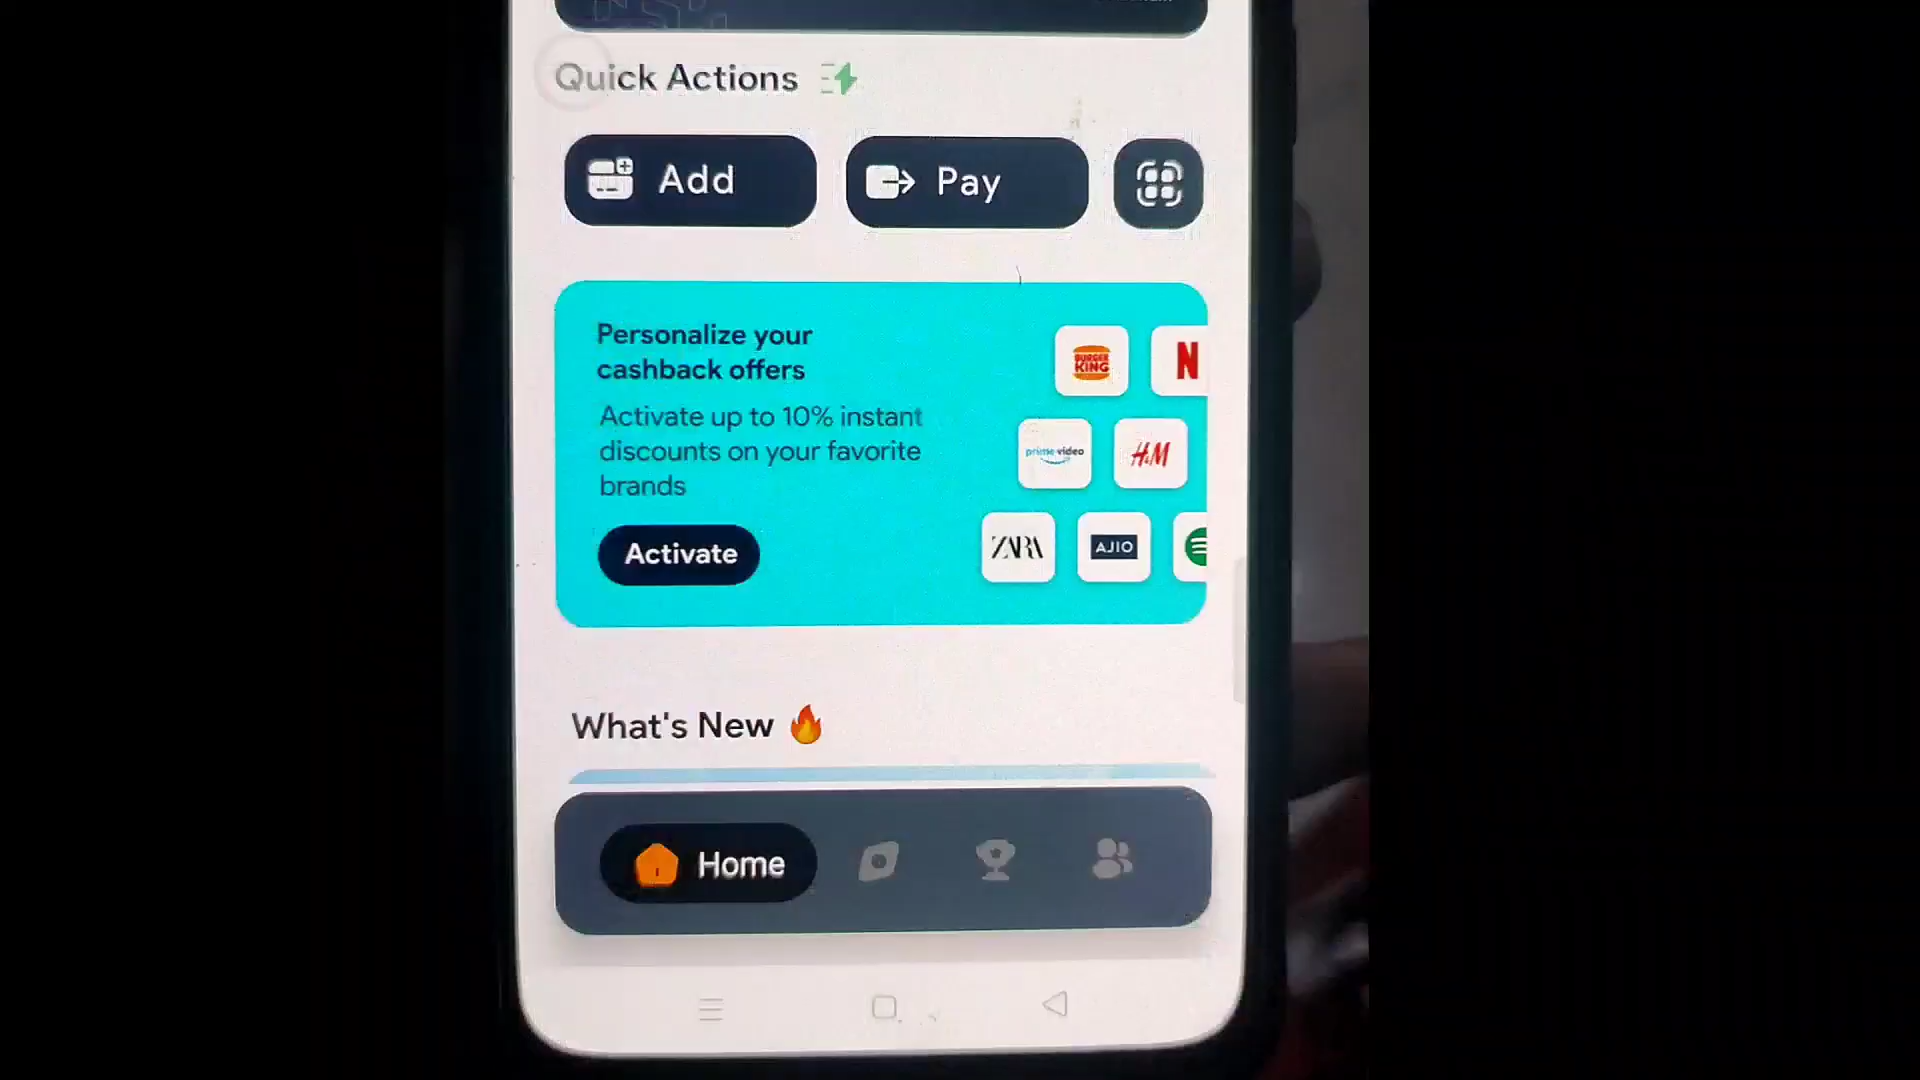 Quick Actions
Add
Pay
Personalize your
cashback offers
Activate up to 10% instant
discounts on your favorite
brands
Activate
BURGER
KING
N
prime video
H&M
ZARA
AJIO
What's New
Home